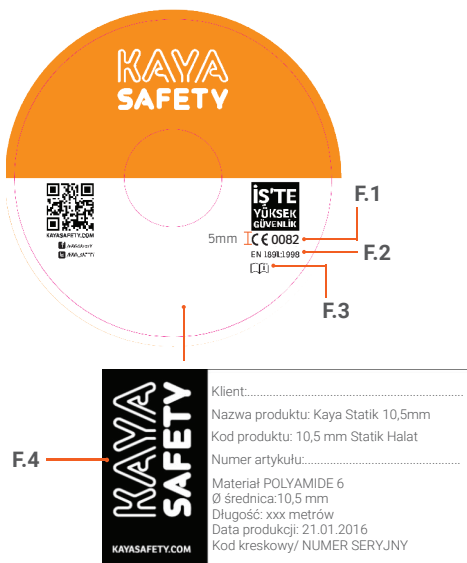 KAYA
SAFETY
KAYASAFETY.COM
İŞ'TE
YÜKSEK
GÜVENLİK
5mm
CE 0082
EN 1891:1998
F.1
F.2
F.3
F.4
KAYA
SAFETY
KAYASAFETY.COM
Klient:......................................................
Nazwa produktu: Kaya Statik 10,5mm
Kod produktu: 10,5 mm Statik Halat
Numer artykułu:.......................................
Materiał POLYAMIDE 6
Ø średnica:10,5 mm
Długość: xxx metrów
Data produkcji: 21.01.2016
Kod kreskowy/ NUMER SERYJNY